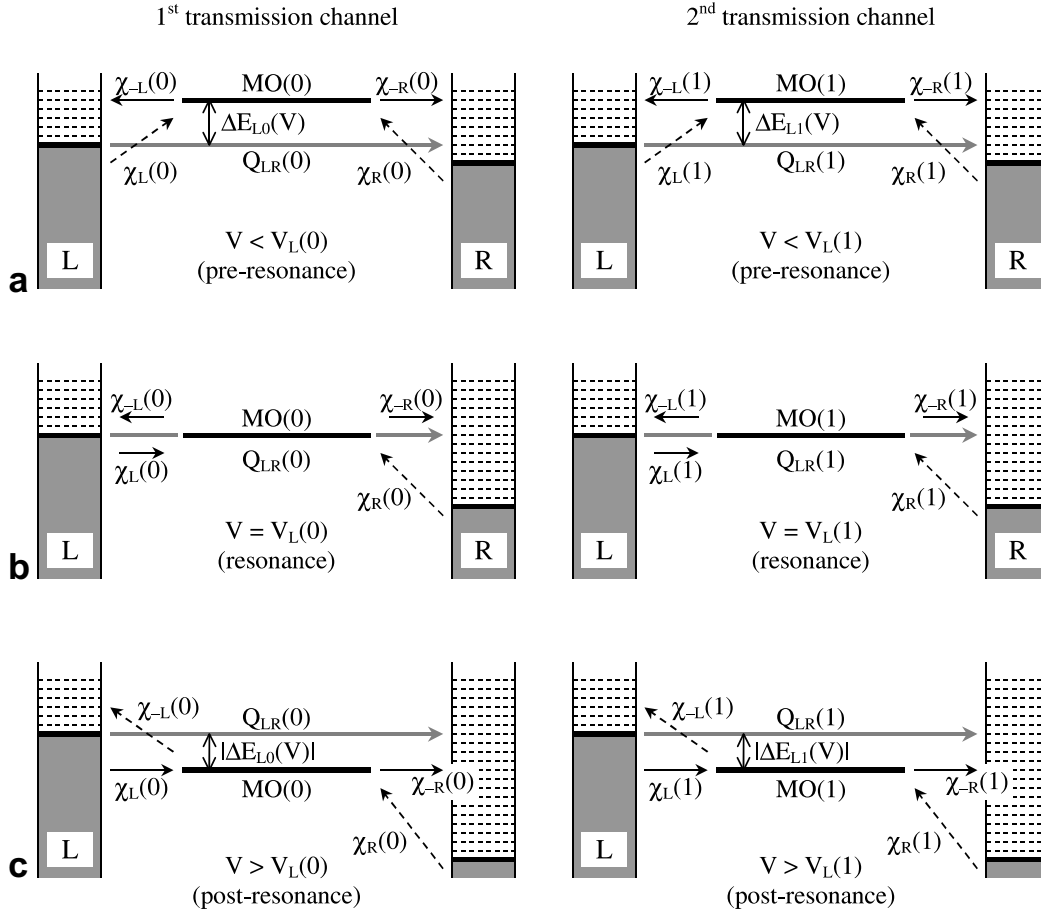 1st transmission channel
2nd transmission channel
χ–L(0) MO(0) χ–R(0)
ΔEL0(V)
χL(0) QLR(0) χR(0)
L V < VL(0) R
(pre-resonance)
χ–L(1) MO(1) χ–R(1)
ΔEL1(V)
χL(1) QLR(1) χR(1)
L V < VL(1) R
(pre-resonance)
a
χ–L(0) MO(0) χ–R(0)
χL(0) QLR(0) χR(0)
L V = VL(0) R
(resonance)
χ–L(1) MO(1) χ–R(1)
χL(1) QLR(1) χR(1)
L V = VL(1) R
(resonance)
b
χ–L(0) QLR(0)
|ΔEL0(V)|
χL(0) MO(0) χ–R(0)
χR(0)
L V > VL(0)
(post-resonance)
χ–L(1) QLR(1)
|ΔEL1(V)|
χL(1) MO(1) χ–R(1)
χR(1)
L V > VL(1)
(post-resonance)
c